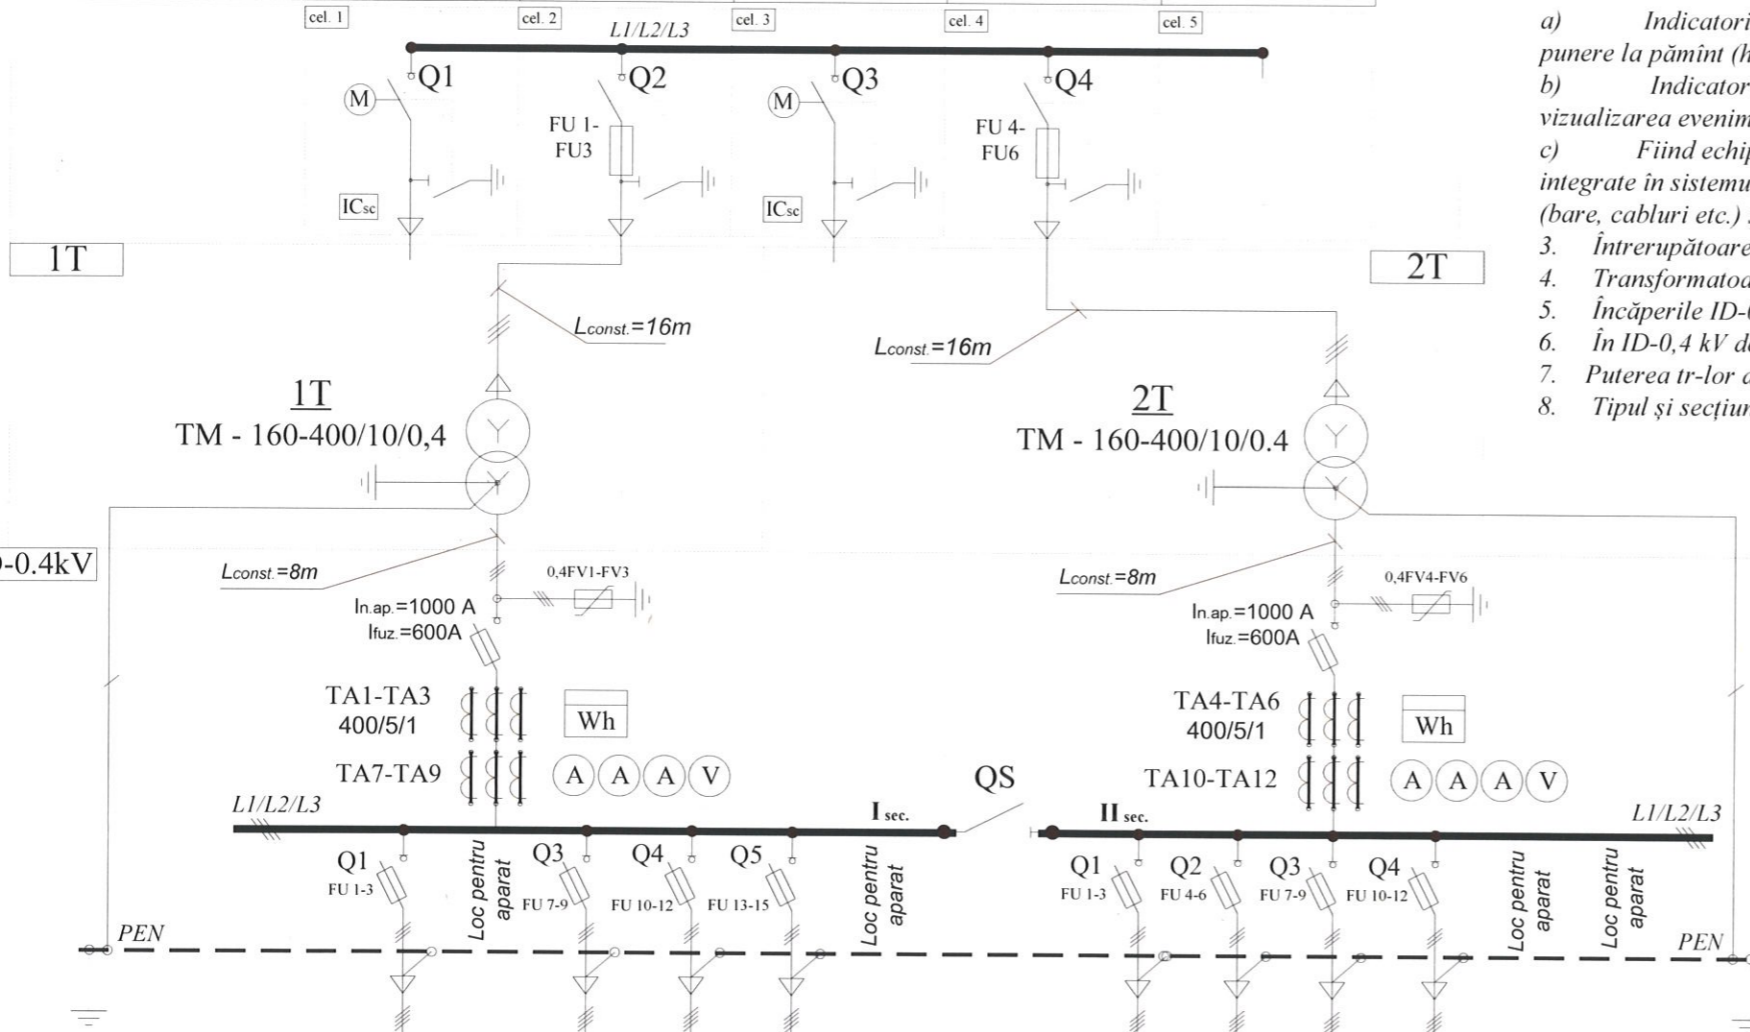 cel. 1
cel. 2
cel. 3
cel. 4
cel. 5
L1/L2/L3
Q1
Q2
Q3
Q4
M
M
FU 1-
FU3
FU 4-
FU6
ICsc
ICsc
1T
2T
Lconst.=16m
Lconst.=16m
1T
TM - 160-400/10/0,4
2T
TM - 160-400/10/0.4
-0.4kV
Lconst.=8m
0,4FV1-FV3
In.ap.=1000 A
Ifuz.=600A
Lconst.=8m
0,4FV4-FV6
In.ap.=1000 A
Ifuz.=600A
TA1-TA3
400/5/1
Wh
TA7-TA9
A A A V
TA4-TA6
400/5/1
Wh
TA10-TA12
A A A V
L1/L2/L3
I sec.
QS
II sec.
L1/L2/L3
Q1
FU 1-3
Loc pentru
aparat
Q3
FU 7-9
Q4
FU 10-12
Q5
FU 13-15
Loc pentru
aparat
Q1
FU 1-3
Q2
FU 4-6
Q3
FU 7-9
Q4
FU 10-12
Loc pentru
aparat
Loc pentru
aparat
PEN
PEN
a) Indicatori
punere la pămînt (h
b) Indicator
vizualizarea evenim
c) Fiind echip
integrate în sistemu
(bare, cabluri etc.)
3. Întrerupătoare
4. Transformatoa
5. Încăperile ID-
6. În ID-0,4 kV d
7. Puterea tr-lor
8. Tipul și secțiun